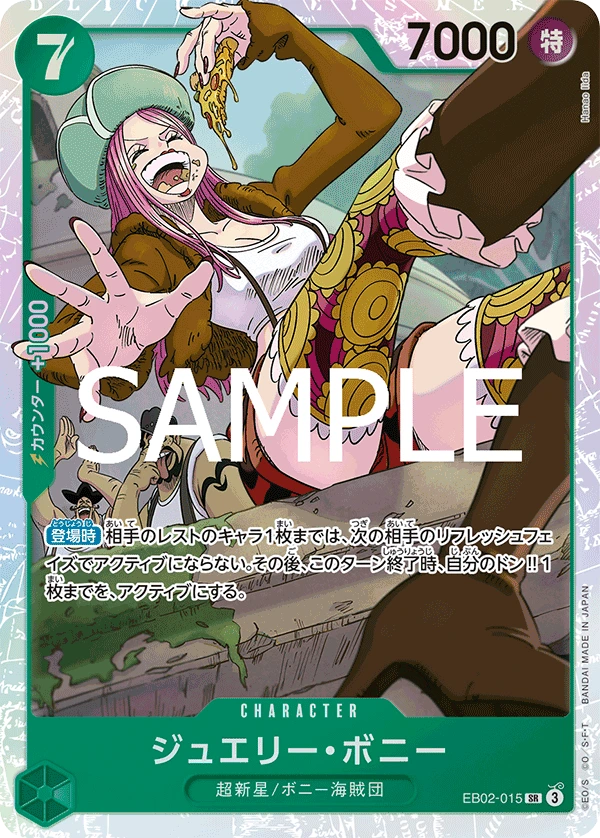 7
7000
特
Hanao Iida
カウンター +1000
SAMPLE
登場時 相手のレストのキャラ1枚までは、次の相手のリフレッシュフェ
イズでアクティブにならない。その後、このターン終了時、自分のドン!!1
枚までを、アクティブにする。
CHARACTER
ジュエリー・ボニー
超新星/ボニー海賊団
EB02-015 SR 3
©E.O/S ©O/S・F・T BANDAI MADE IN JAPAN